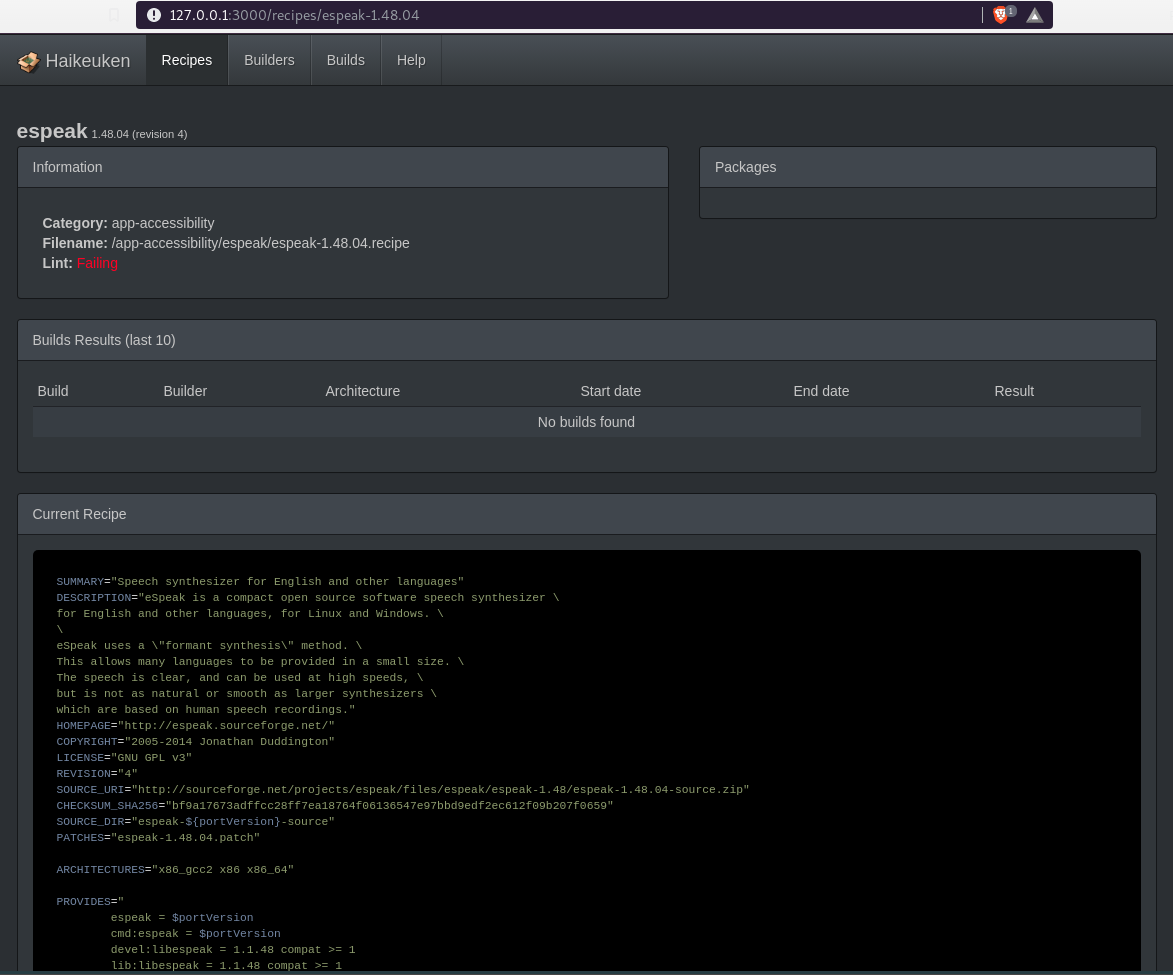 127.0.0.1:3000/recipes/espeak-1.48.04
1
Haikeuken Recipes Builders Builds Help
espeak 1.48.04 (revision 4)
Information
Category: app-accessibility
Filename: /app-accessibility/espeak/espeak-1.48.04.recipe
Lint: Failing
Packages
Builds Results (last 10)
Build Builder Architecture Start date End date Result
No builds found
Current Recipe
SUMMARY="Speech synthesizer for English and other languages"
DESCRIPTION="eSpeak is a compact open source software speech synthesizer \
for English and other languages, for Linux and Windows. \
\
eSpeak uses a \"formant synthesis\" method. \
This allows many languages to be provided in a small size. \
The speech is clear, and can be used at high speeds, \
but is not as natural or smooth as larger synthesizers \
which are based on human speech recordings."
HOMEPAGE="http://espeak.sourceforge.net/"
COPYRIGHT="2005-2014 Jonathan Duddington"
LICENSE="GNU GPL v3"
REVISION="4"
SOURCE_URI="http://sourceforge.net/projects/espeak/files/espeak/espeak-1.48/espeak-1.48.04-source.zip"
CHECKSUM_SHA256="bf9a17673adffcc28ff7ea18764f06136547e97bbd9edf2ec612f09b207f0659"
SOURCE_DIR="espeak-${portVersion}-source"
PATCHES="espeak-1.48.04.patch"
ARCHITECTURES="x86_gcc2 x86 x86_64"
PROVIDES="
espeak = $portVersion
cmd:espeak = $portVersion
devel:libespeak = 1.1.48 compat >= 1
lib:libespeak = 1.1.48 compat >= 1